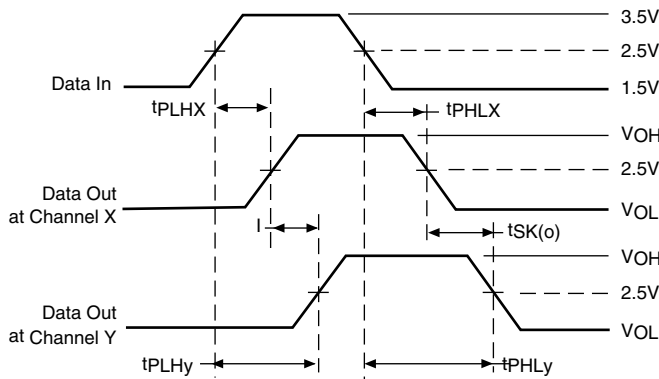 3.5V
2.5V
Data In
1.5V
tPLHX
tPHLX
VOH
2.5V
Data Out
at Channel X
VOL
I
tSK(o)
VOH
2.5V
Data Out
at Channel Y
VOL
tPLHy
tPHLy